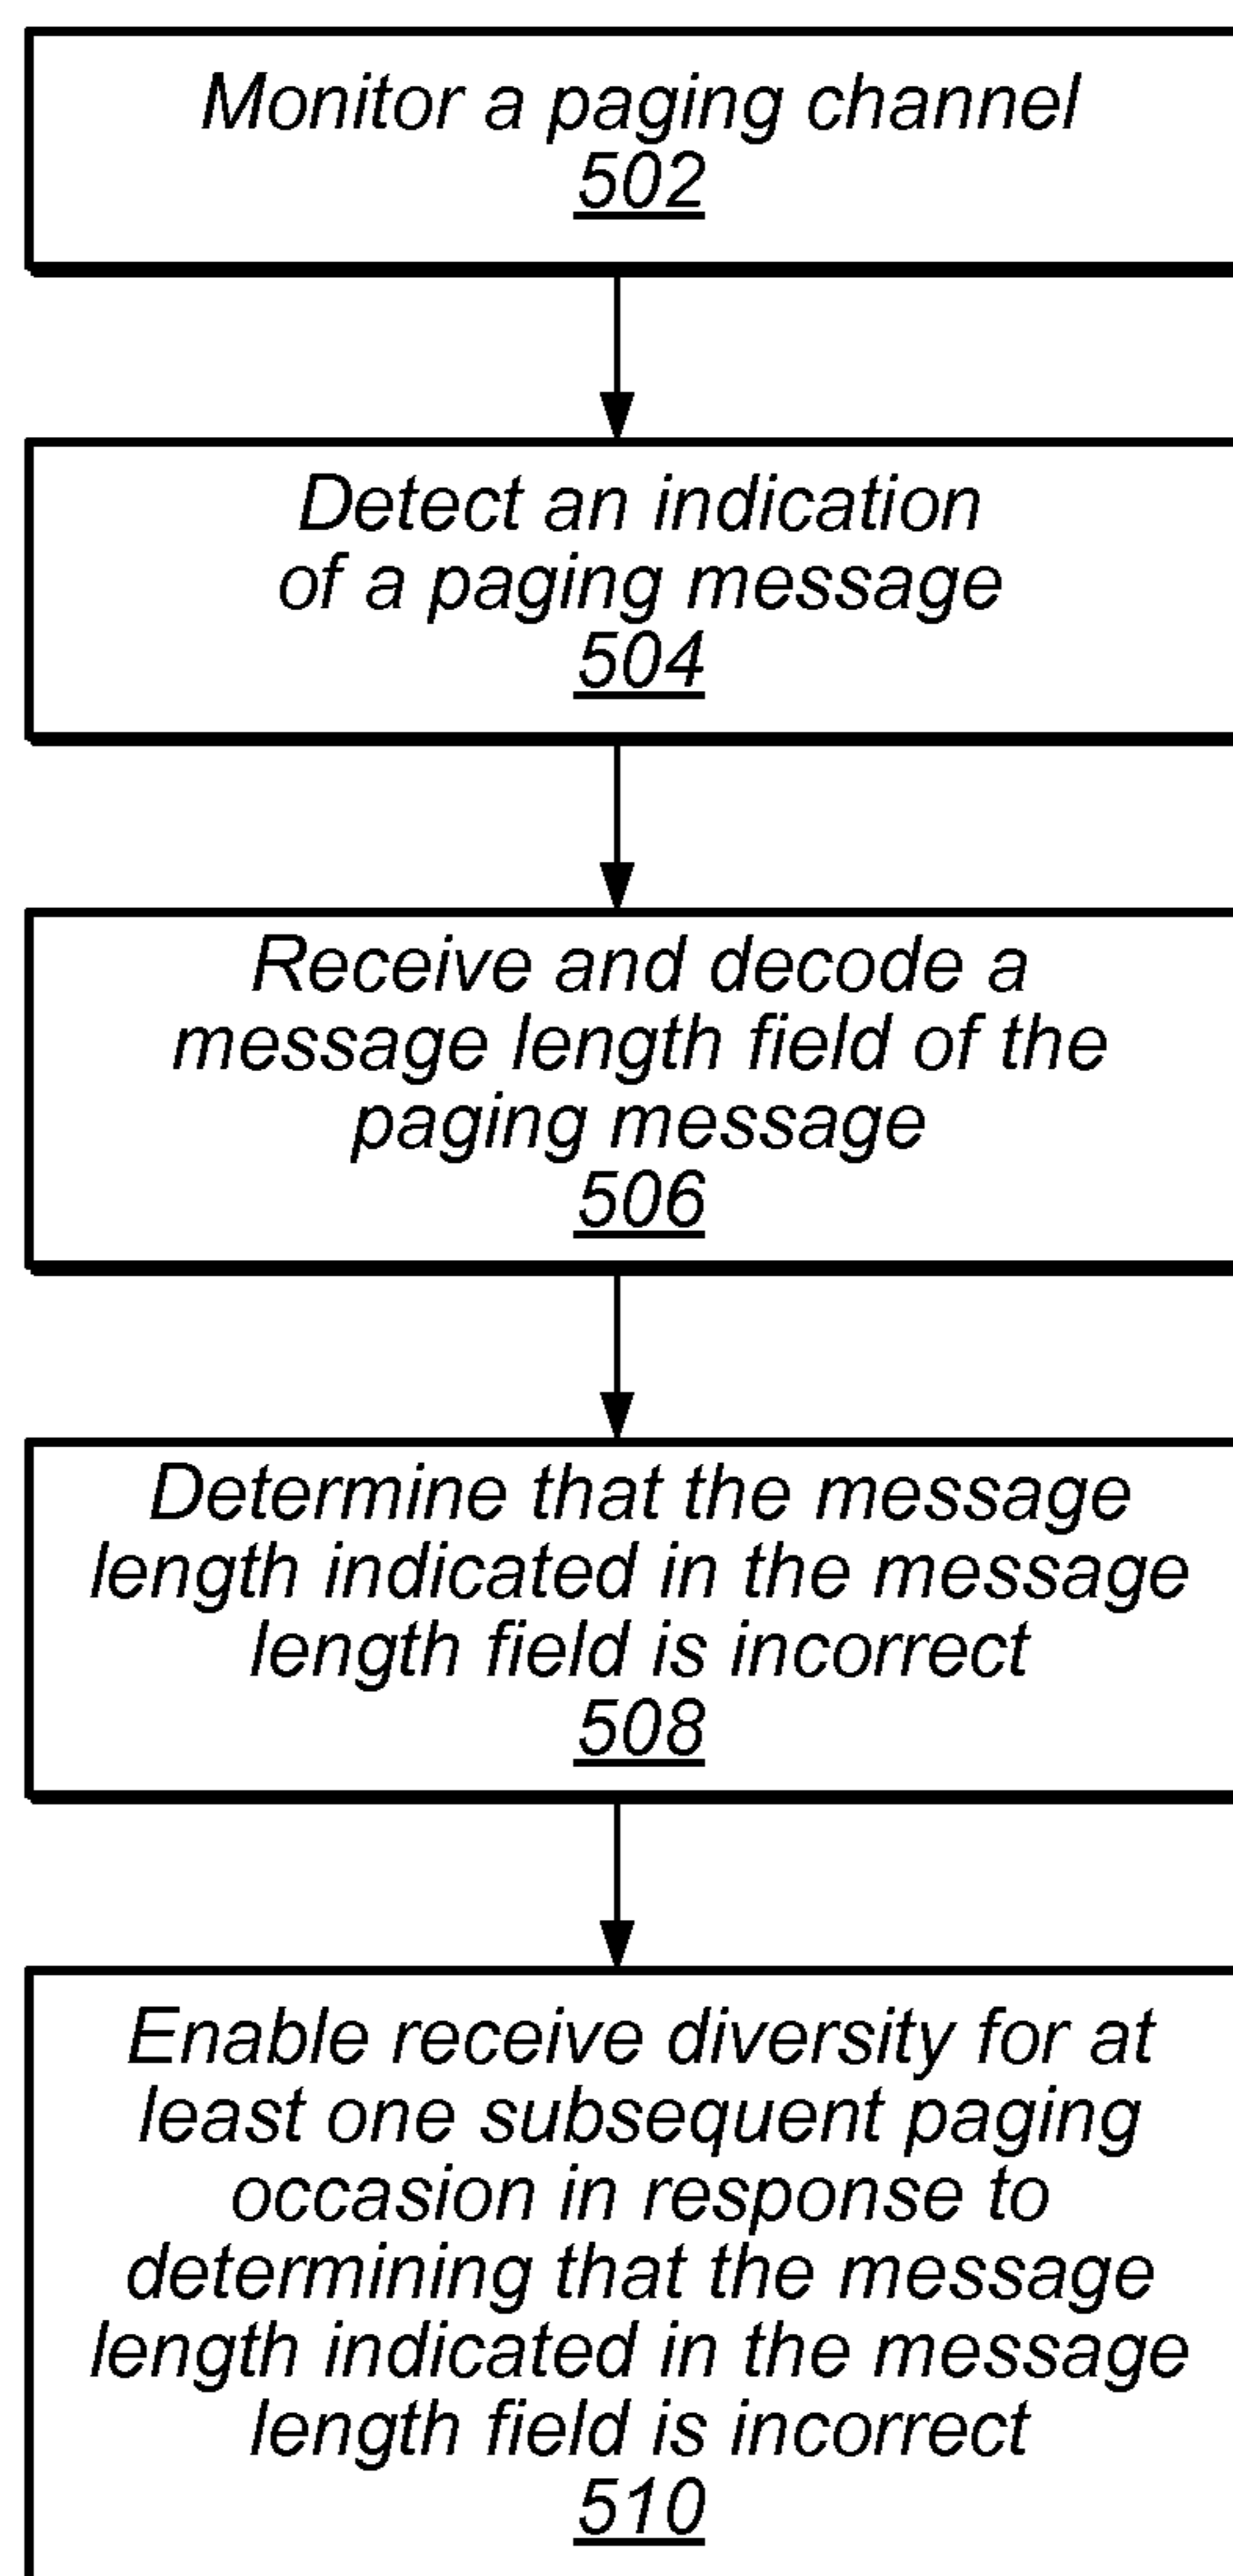 Monitor a paging channel
502
Detect an indication
of a paging message
504
Receive and decode a
message length field of the
paging message
506
Determine that the message
length indicated in the message
length field is incorrect
508
Enable receive diversity for at
least one subsequent paging
occasion in response to
determining that the message
length indicated in the message
length field is incorrect
510